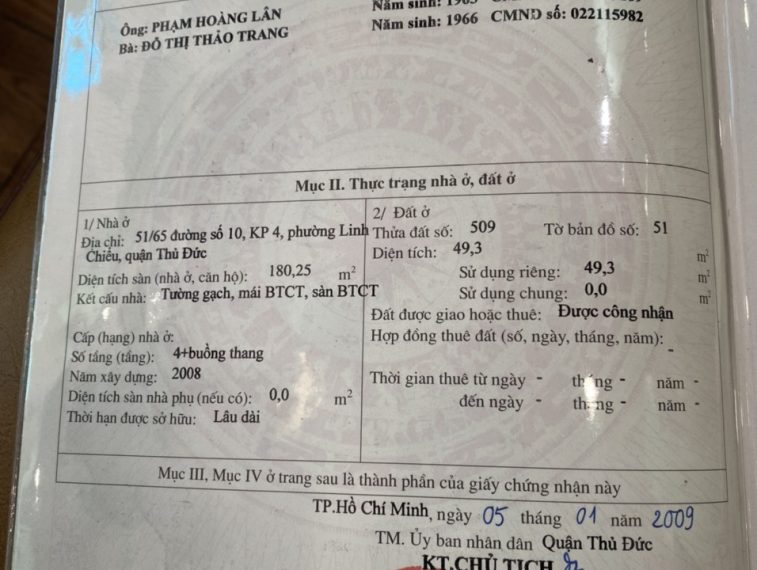 Ông: PHẠM HOÀNG LÂN
Năm sinh:
Bà: ĐỖ THỊ THẢO TRANG
Năm sinh: 1966 CMND số: 022115982
Mục II. Thực trạng nhà ở, đất ở
1/ Nhà ở
Địa chỉ: 51/65 đường số 10, KP 4, phường Linh
Chiểu, quận Thủ Đức
Diện tích sàn (nhà ở, căn hộ): 180,25 m²
Kết cấu nhà: Tường gạch, mái BTCT, sàn BTCT
Cấp (hạng) nhà ở:
Số tầng (tầng): 4+buồng thang
Năm xây dựng: 2008
Diện tích sàn nhà phụ (nếu có): 0,0 m²
Thời hạn được sở hữu: Lâu dài
2/ Đất ở
Thửa đất số: 509 Tờ bản đồ số: 51
Diện tích: 49,3 m²
Sử dụng riêng: 49,3 m²
Sử dụng chung: 0,0 m²
Đất được giao hoặc thuê: Được công nhận
Hợp đồng thuê đất (số, ngày, tháng, năm):
-
Thời gian thuê từ ngày - tháng - năm -
đến ngày - tháng - năm -
Mục III, Mục IV ở trang sau là thành phần của giấy chứng nhận này
TP.Hồ Chí Minh, ngày 05 tháng 01 năm 2009
TM. Ủy ban nhân dân Quận Thủ Đức
KT.CHỦ TỊCH